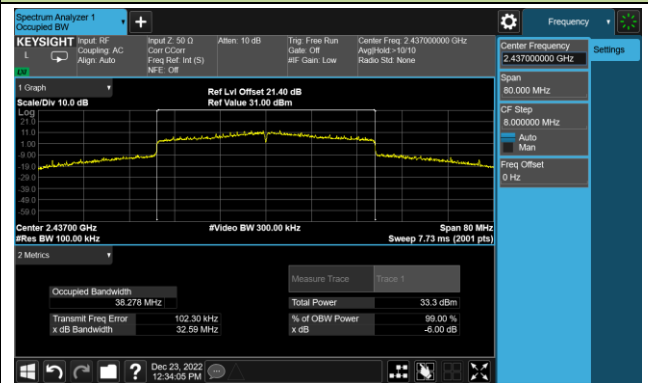 Spectrum Analyzer 1
Occupied BW
Frequency
KEYSIGHT
L
Input: RF
Coupling: AC
Align: Auto
Input Z: 50 Ω
Corr CCorr
Freq Ref: Int (S)
NFE: Off
Atten: 10 dB
Trig: Free Run
Gate: Off
#IF Gain: Low
Center Freq: 2.437000000 GHz
Avg|Hold:>10/10
Radio Std: None
Center Frequency
2.437000000 GHz
Settings
Span
80.000 MHz
CF Step
8.000000 MHz
Auto
Man
Freq Offset
0 Hz
1 Graph
Scale/Div 10.0 dB
Ref Lvl Offset 21.40 dB
Ref Value 31.00 dBm
Log
21.0
11.0
1.00
-9.00
-19.0
-29.0
-39.0
-49.0
-59.0
Center 2.43700 GHz
#Res BW 100.00 kHz
#Video BW 300.00 kHz
Span 80 MHz
Sweep 7.73 ms (2001 pts)
2 Metrics
Measure Trace
Trace 1
Occupied Bandwidth
38.278 MHz
Total Power
33.3 dBm
Transmit Freq Error
102.30 kHz
% of OBW Power
99.00 %
x dB Bandwidth
32.59 MHz
x dB
-6.00 dB
?
Dec 23, 2022
12:34:05 PM